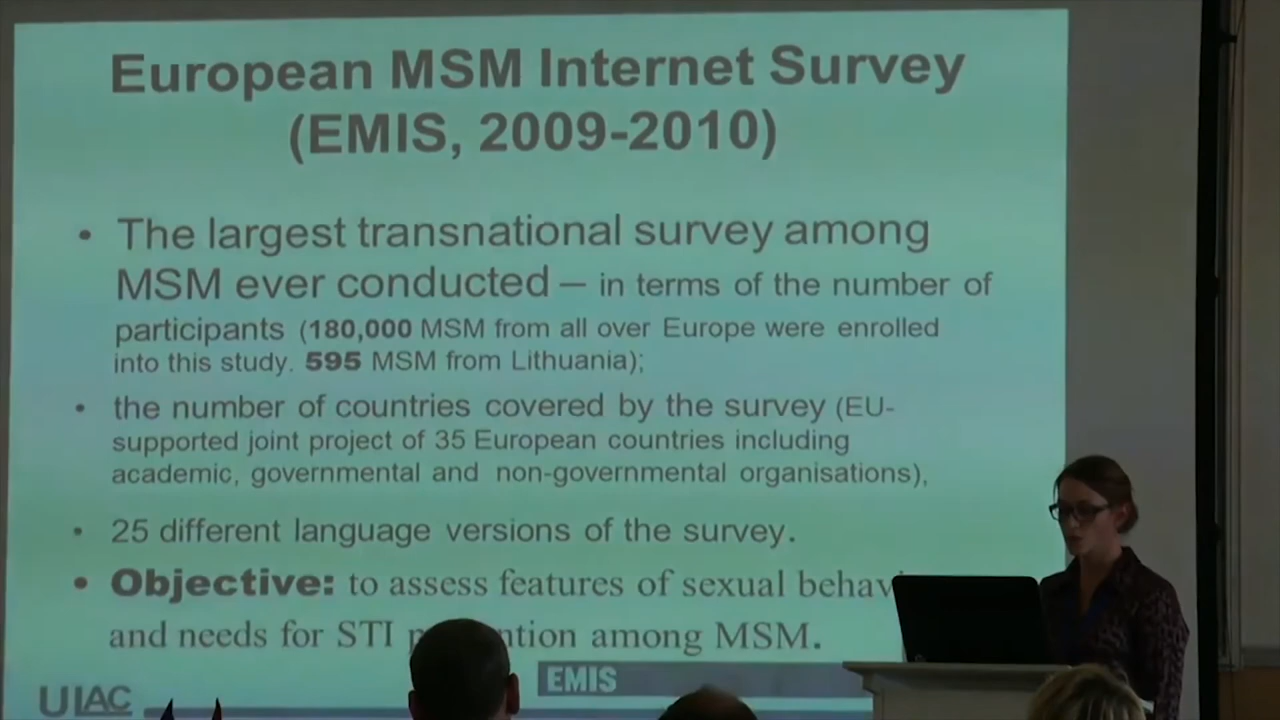 European MSM Internet Survey
(EMIS, 2009-2010)
• The largest transnational survey among
MSM ever conducted – in terms of the number of
participants (180,000 MSM from all over Europe were enrolled
into this study. 595 MSM from Lithuania);
• the number of countries covered by the survey (EU-
supported joint project of 35 European countries including
academic, governmental and non-governmental organisations),
• 25 different language versions of the survey.
• Objective: to assess features of sexual
and needs for STI among MSM.
EMIS
ULAC